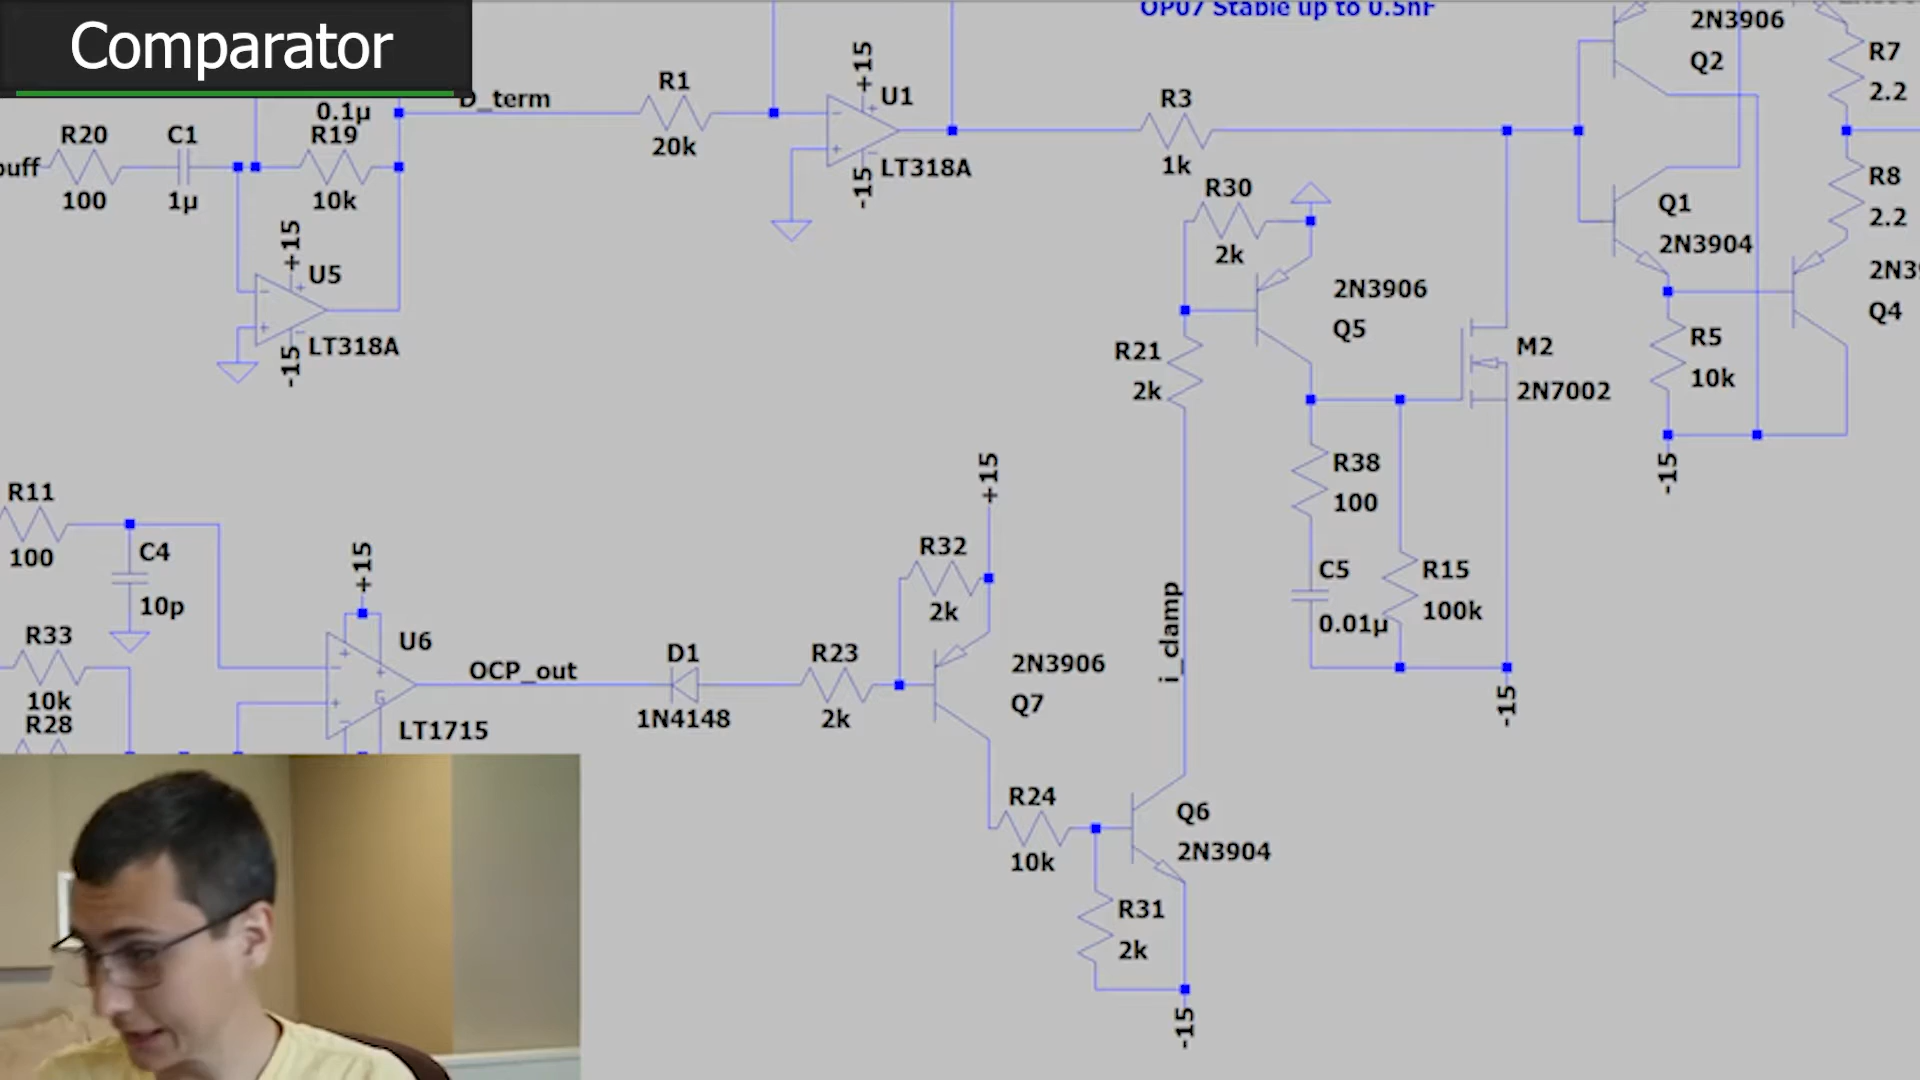 Comparator
OP07 Stable up to 0.5nF
2N3906
Q2
R7
2.2
D_term
R1
20k
+15
U1
-15
LT318A
R3
1k
0.1µ
R20
100
C1
1µ
R19
10k
R30
2k
R8
2.2
Q1
2N3904
+15
U5
-15
LT318A
2N3906
Q5
Q4
R21
2k
M2
2N7002
R5
10k
-15
R38
100
R11
100
C4
10p
+15
U6
LT1715
+15
R32
2k
C5
0.01µ
R15
100k
-15
R33
10k
R28
OCP_out
D1
1N4148
R23
2k
2N3906
Q7
i_damp
R24
10k
Q6
2N3904
R31
2k
-15